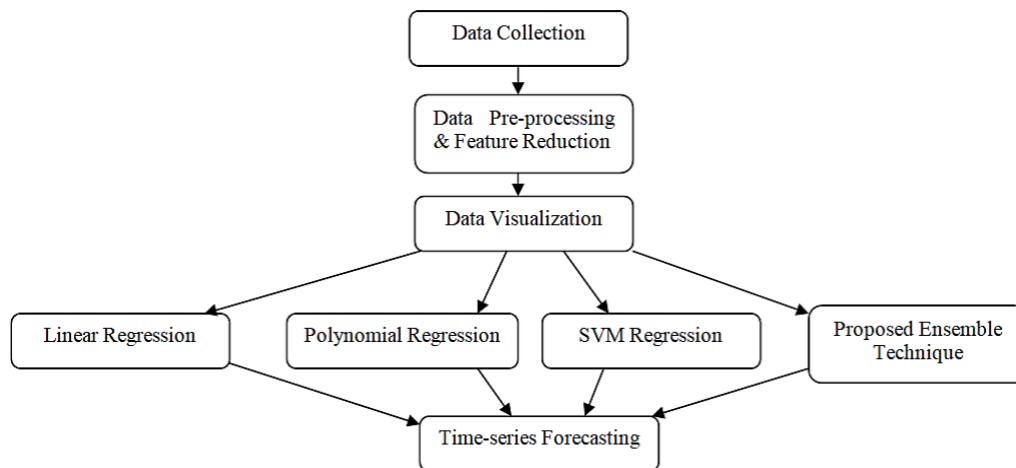 Data Collection
Data Pre-processing
& Feature Reduction
Data Visualization
Linear Regression
Polynomial Regression
SVM Regression
Proposed Ensemble
Technique
Time-series Forecasting